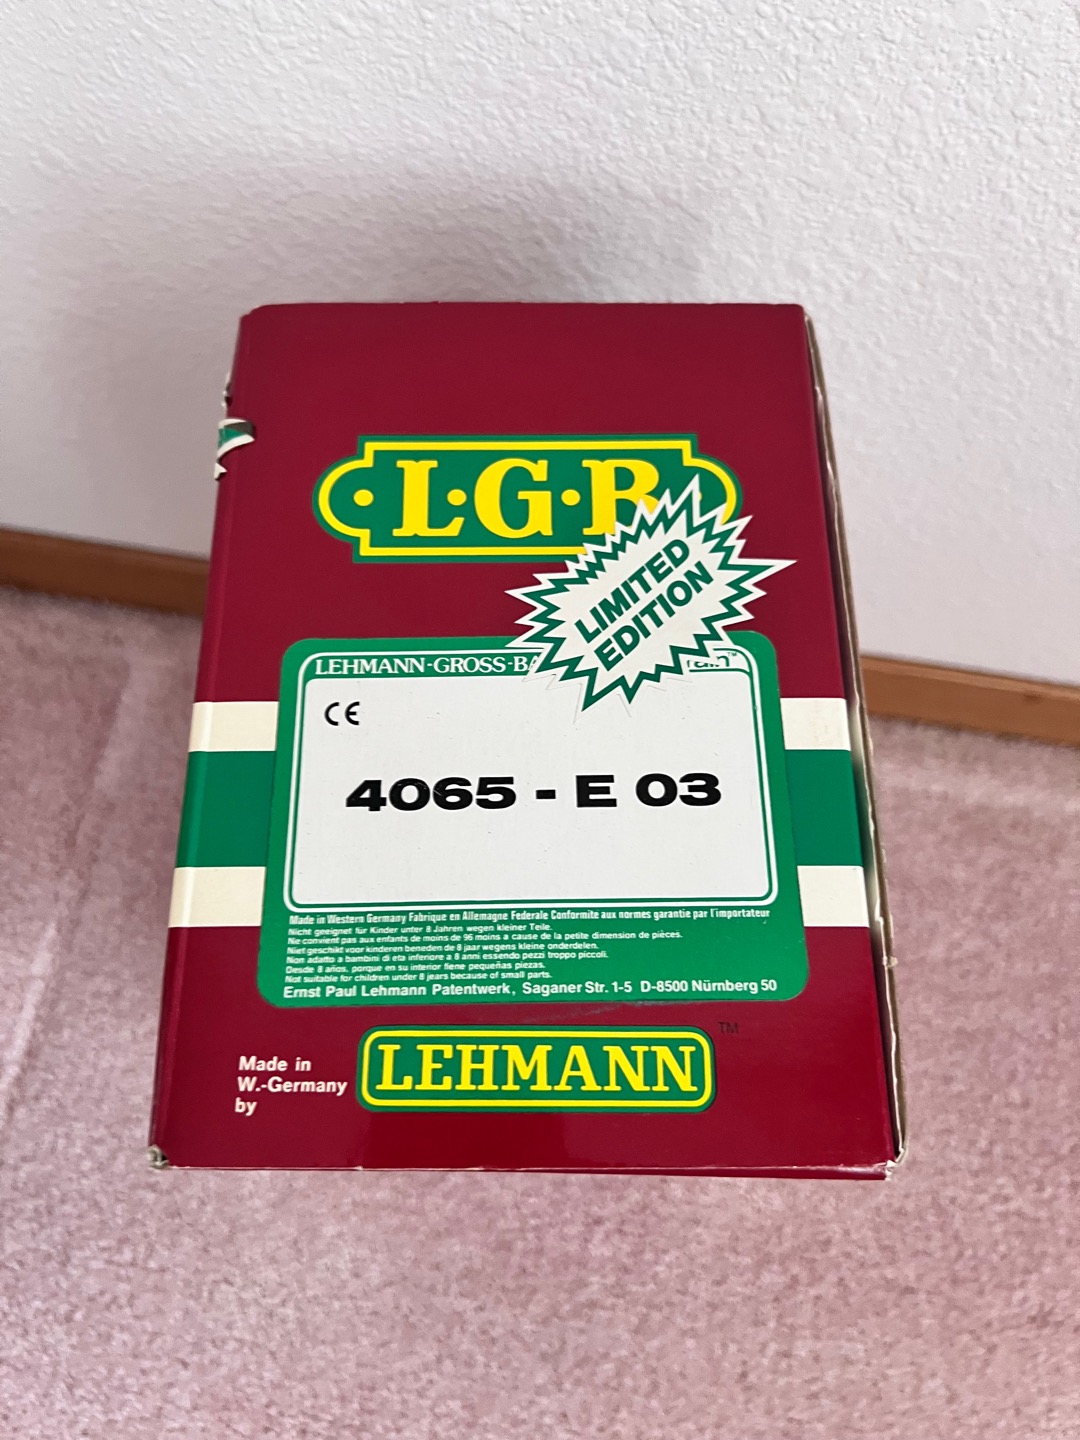 L·G·B
LIMITED
EDITION
LEHMANN-GROSS-BA
CE
4065 - E 03
Made in Western Germany Fabrique en Allemagne Federale Conformite aux normes garantie par l'importateur
Nicht geeignet für Kinder unter 8 Jahren wegen kleiner Teile.
Ne convient pas aux enfants de moins de 96 moins a cause de la petite dimension de pièces.
Niet geschikt voor kinderen beneden de 8 jaar wegens kleine onderdelen.
Non adatto a bambini di eta inferiore a 8 anni essendo pezzi troppo piccoli.
Desde 8 años, porque en su interior fiene pequeñas piezas.
Not suitable for children under 8 jears because of small parts.
Ernst Paul Lehmann Patentwerk, Saganer Str. 1-5 D-8500 Nürnberg 50
Made in
W.-Germany
by
LEHMANN
TM